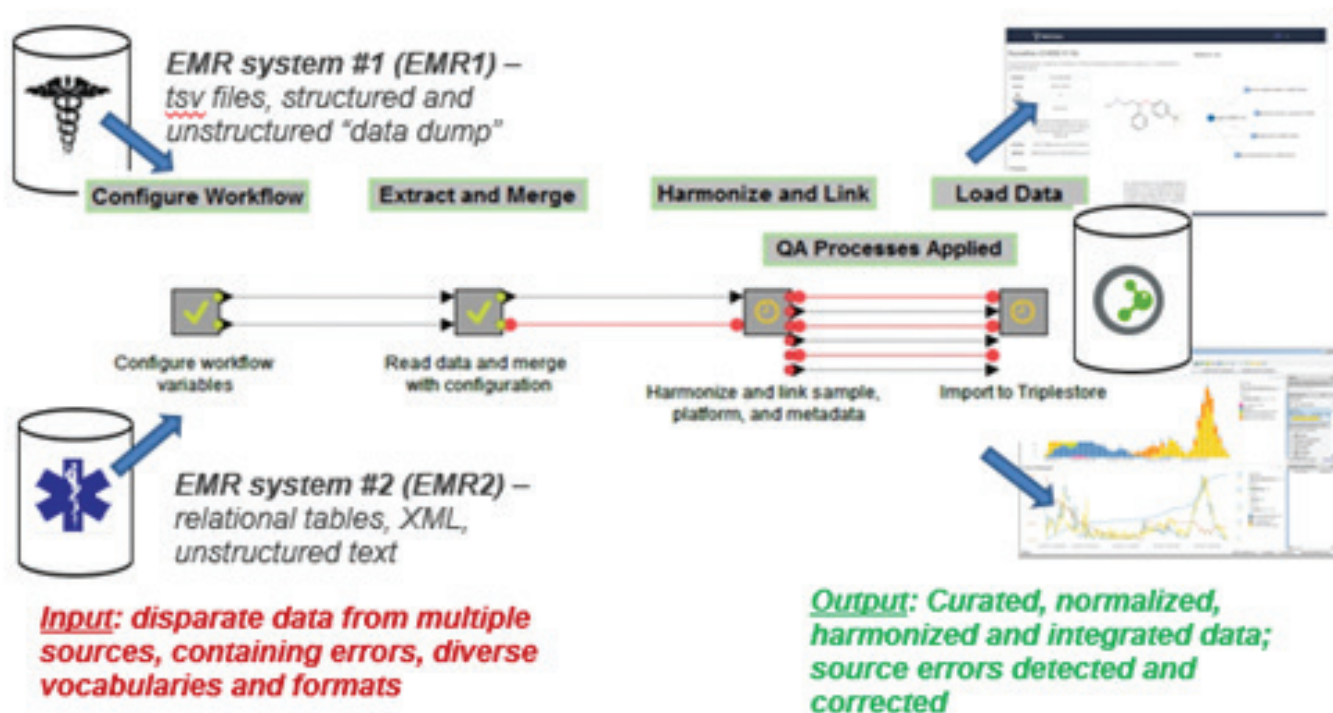 EMR system #1 (EMR1) –
tsv files, structured and
unstructured "data dump"
Configure Workflow
Extract and Merge
Harmonize and Link
Load Data
QA Processes Applied
Configure workflow
variables
Read data and merge
with configuration
Harmonize and link sample,
platform, and metadata
Import to Triplestore
EMR system #2 (EMR2) –
relational tables, XML,
unstructured text
Input: disparate data from multiple
sources, containing errors, diverse
vocabularies and formats
Output: Curated, normalized,
harmonized and integrated data;
source errors detected and
corrected